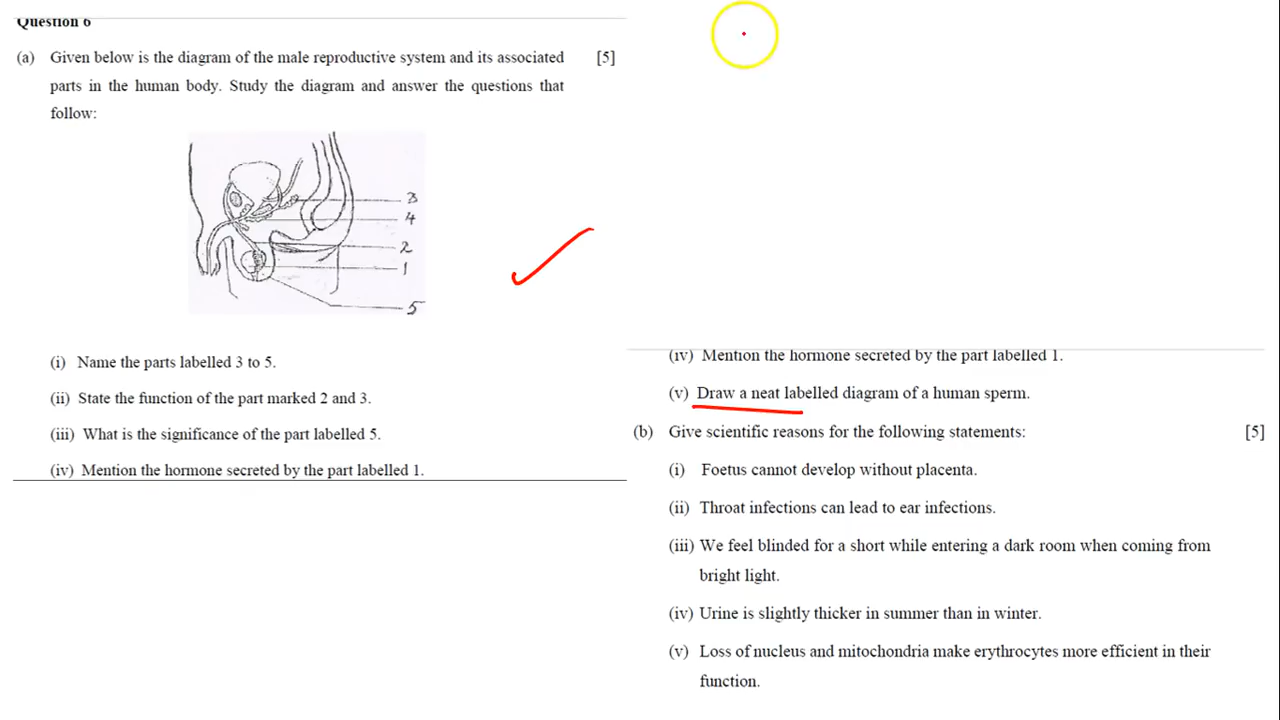 Question 6
(a) Given below is the diagram of the male reproductive system and its associated [5]
parts in the human body. Study the diagram and answer the questions that
follow:
3
4
2
1
5
(i) Name the parts labelled 3 to 5.
(ii) State the function of the part marked 2 and 3.
(iii) What is the significance of the part labelled 5.
(iv) Mention the hormone secreted by the part labelled 1.
(iv) Mention the hormone secreted by the part labelled 1.
(v) Draw a neat labelled diagram of a human sperm.
(b) Give scientific reasons for the following statements: [5]
(i) Foetus cannot develop without placenta.
(ii) Throat infections can lead to ear infections.
(iii) We feel blinded for a short while entering a dark room when coming from
bright light.
(iv) Urine is slightly thicker in summer than in winter.
(v) Loss of nucleus and mitochondria make erythrocytes more efficient in their
function.